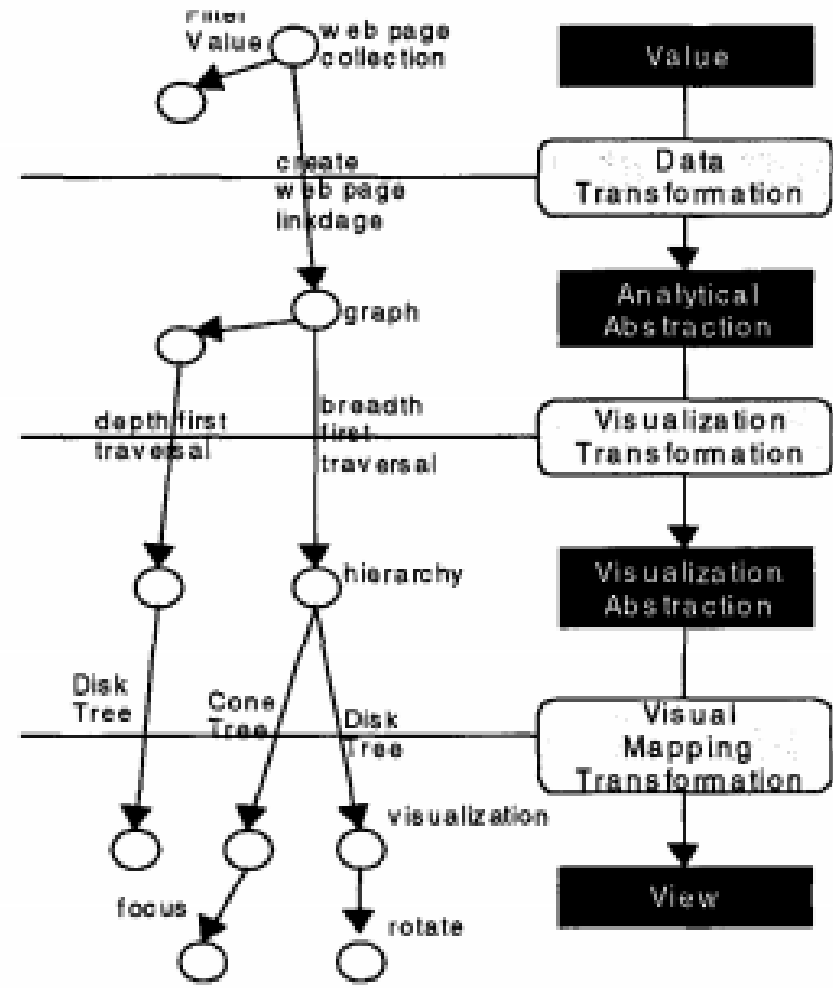 Filter
Value
web page
collection
Value
create
web page
linkdage
Data
Transformation
graph
Analytical
Abstraction
depth first
traversal
breadth
first
traversal
Visualization
Transformation
hierarchy
Visualization
Abstraction
Disk
Tree
Cone
Tree
Disk
Tree
Visual
Mapping
Transformation
visualization
focus
rotate
View